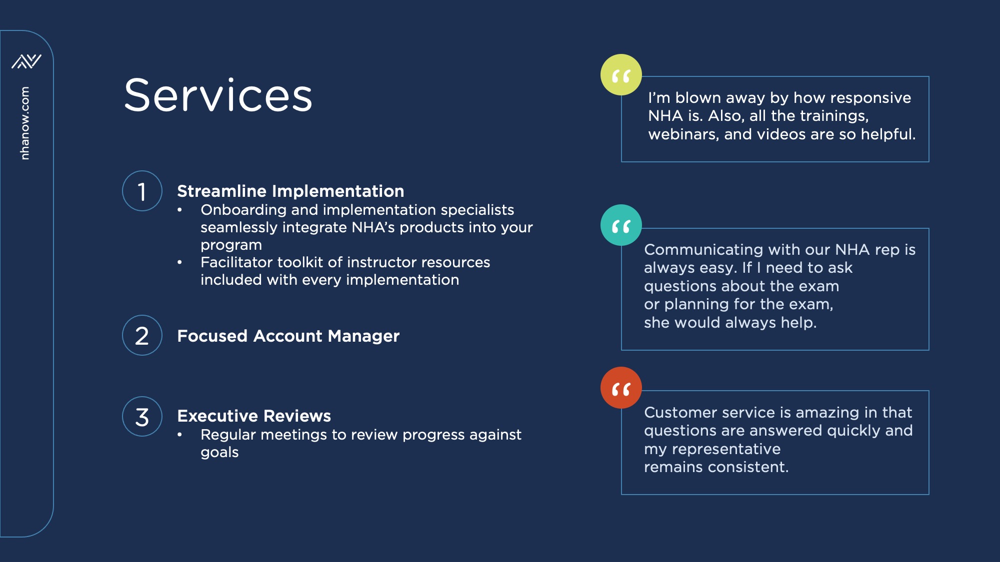 nhanow.com
Services
1
Streamline Implementation
• Onboarding and implementation specialists
seamlessly integrate NHA’s products into your
program
• Facilitator toolkit of instructor resources
included with every implementation
2
Focused Account Manager
3
Executive Reviews
• Regular meetings to review progress against
goals
“
I’m blown away by how responsive
NHA is. Also, all the trainings,
webinars, and videos are so helpful.
“
Communicating with our NHA rep is
always easy. If I need to ask
questions about the exam
or planning for the exam,
she would always help.
“
Customer service is amazing in that
questions are answered quickly and
my representative
remains consistent.